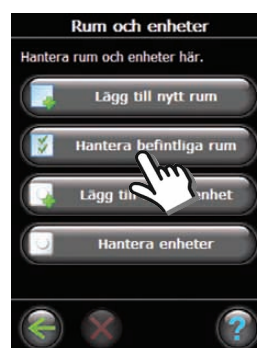 Rum och enheter
Hantera rum och enheter här.
Lägg till nytt rum
Hantera befintliga rum
Lägg til enhet
Hantera enheter
?